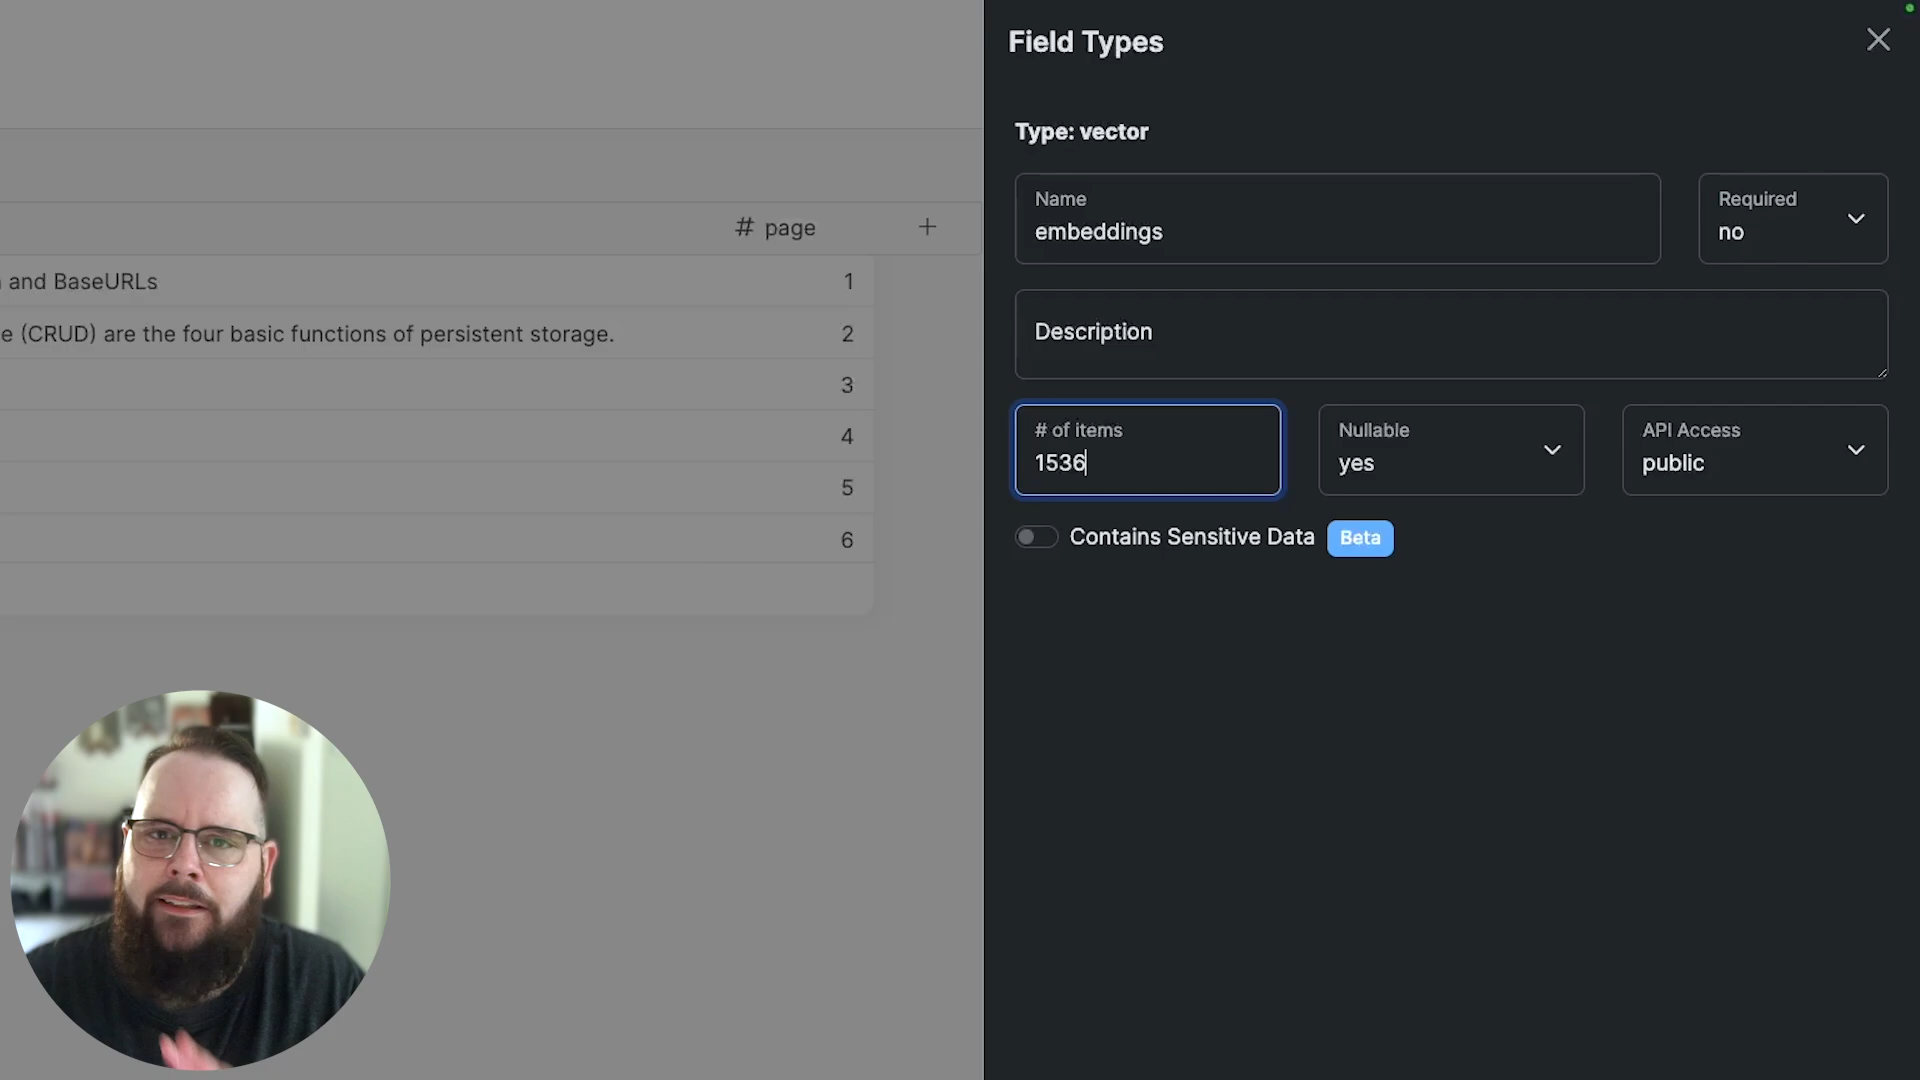 Field Types
Type: vector
Name
embeddings
Required
no
Description
# of items
1536
Nullable
yes
API Access
public
Contains Sensitive Data Beta
# page
and BaseURLs 1
e (CRUD) are the four basic functions of persistent storage. 2
3
4
5
6